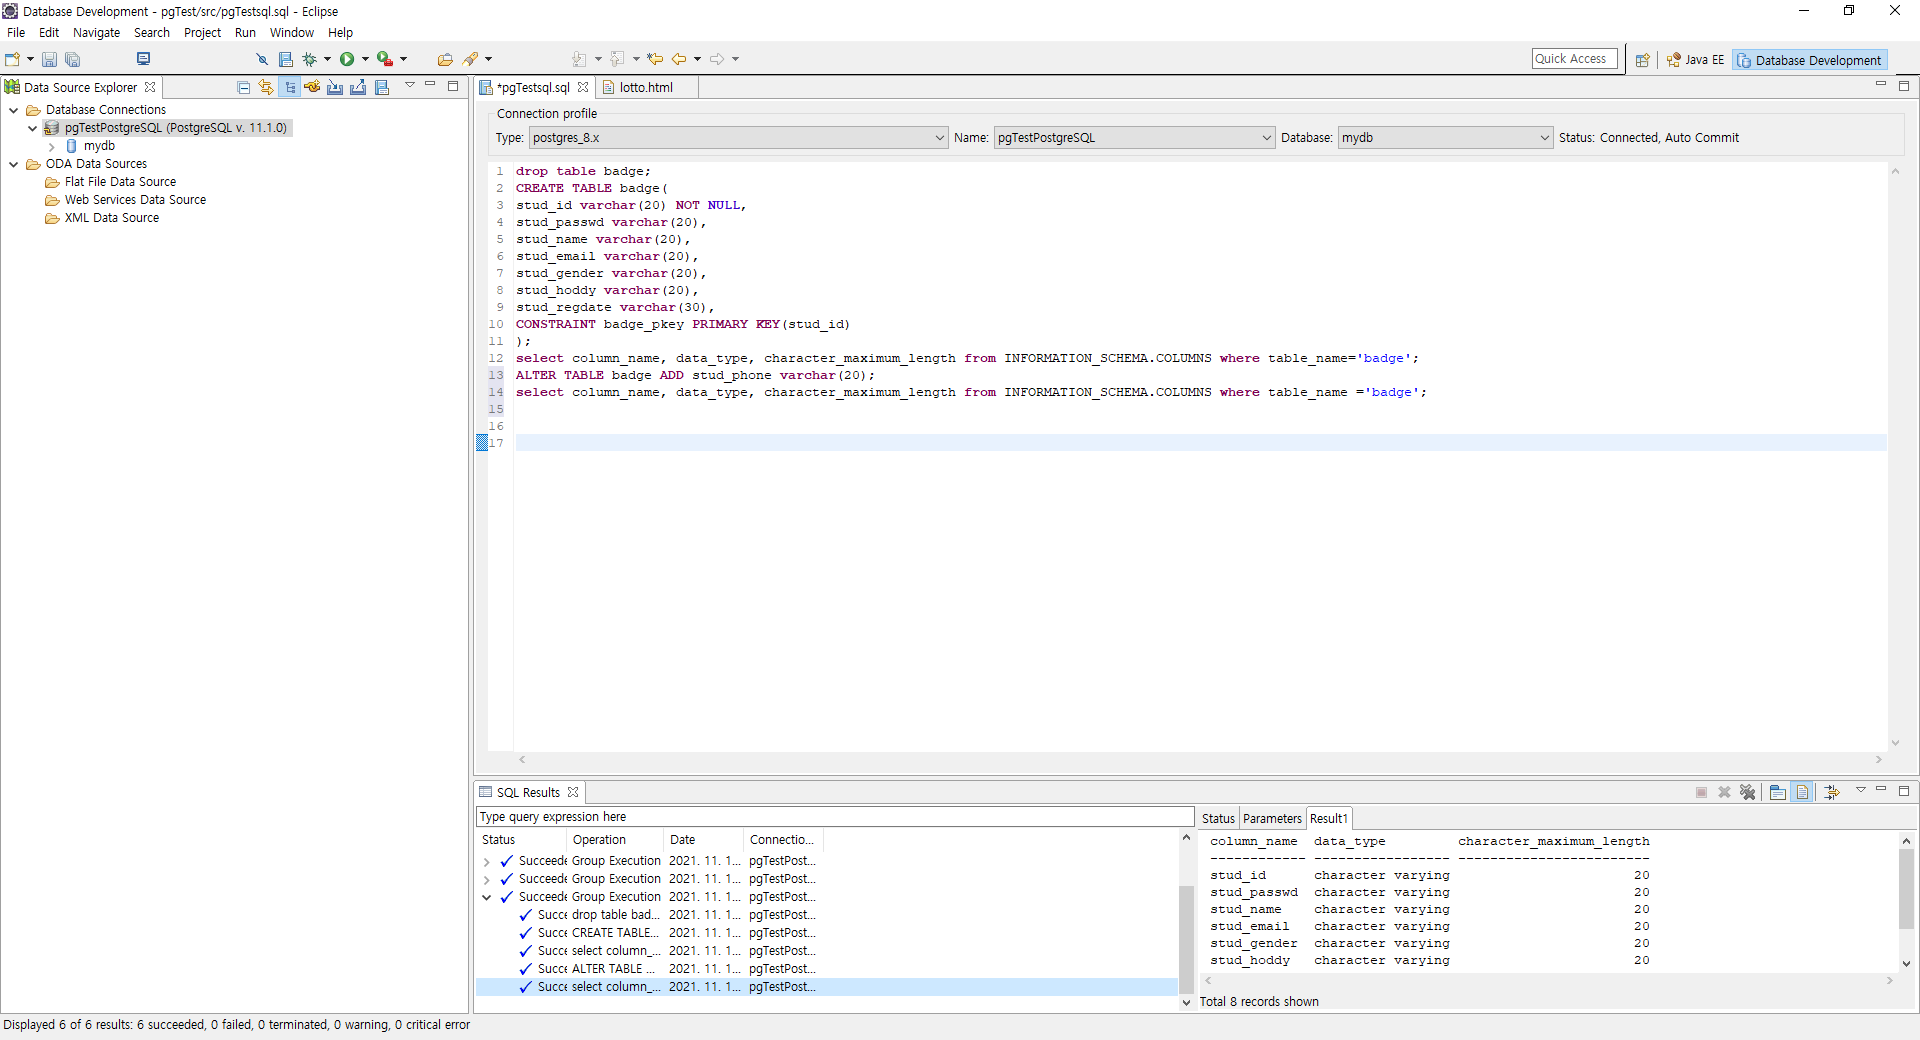 Database Development - pgTest/src/pgTestsql.sql - Eclipse
File Edit Navigate Search Project Run Window Help
Quick Access
Java EE
Database Development
Data Source Explorer
Database Connections
pgTestPostgreSQL (PostgreSQL v. 11.1.0)
mydb
ODA Data Sources
Flat File Data Source
Web Services Data Source
XML Data Source
*pgTestsql.sql
lotto.html
Connection profile
Type: postgres_8.x Name: pgTestPostgreSQL Database: mydb Status: Connected, Auto Commit
1 drop table badge;
2 CREATE TABLE badge(
3 stud_id varchar(20) NOT NULL,
4 stud_passwd varchar(20),
5 stud_name varchar(20),
6 stud_email varchar(20),
7 stud_gender varchar(20),
8 stud_hoddy varchar(20),
9 stud_regdate varchar(30),
10 CONSTRAINT badge_pkey PRIMARY KEY(stud_id)
11 );
12 select column_name, data_type, character_maximum_length from INFORMATION_SCHEMA.COLUMNS where table_name='badge';
13 ALTER TABLE badge ADD stud_phone varchar(20);
14 select column_name, data_type, character_maximum_length from INFORMATION_SCHEMA.COLUMNS where table_name ='badge';
15
16
17
SQL Results
Type query expression here
Status Operation Date Connectio...
Succeede Group Execution 2021. 11. 1... pgTestPost...
Succeede Group Execution 2021. 11. 1... pgTestPost...
Succeede Group Execution 2021. 11. 1... pgTestPost...
Succe drop table bad... 2021. 11. 1... pgTestPost...
Succe CREATE TABLE... 2021. 11. 1... pgTestPost...
Succe select column_... 2021. 11. 1... pgTestPost...
Succe ALTER TABLE ... 2021. 11. 1... pgTestPost...
Succe select column_... 2021. 11. 1... pgTestPost...
Status Parameters Result1
column_name data_type character_maximum_length
------------ ----------------- ------------------------
stud_id character varying 20
stud_passwd character varying 20
stud_name character varying 20
stud_email character varying 20
stud_gender character varying 20
stud_hoddy character varying 20
Total 8 records shown
Displayed 6 of 6 results: 6 succeeded, 0 failed, 0 terminated, 0 warning, 0 critical error